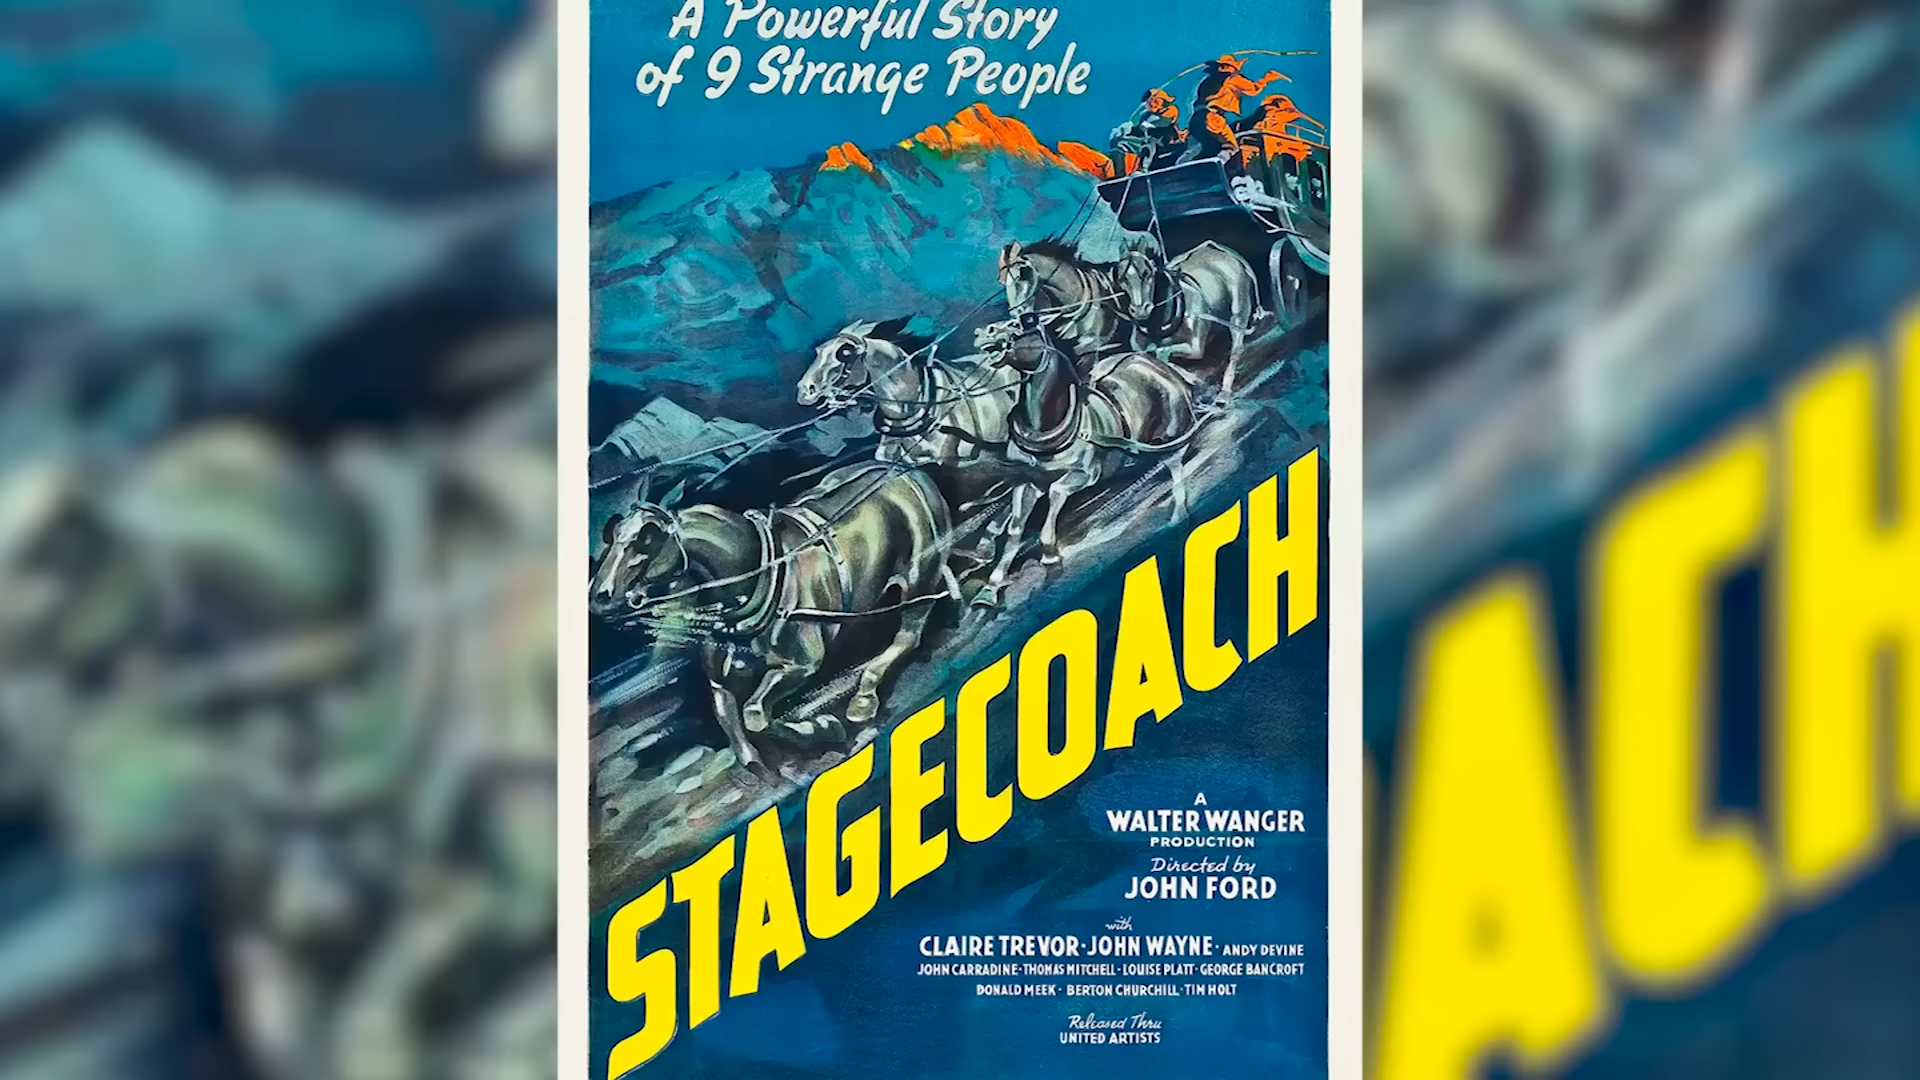 A Powerful Story
of 9 Strange People
STAGECOACH
A
WALTER WANGER
PRODUCTION
Directed by
JOHN FORD
with
CLAIRE TREVOR · JOHN WAYNE · ANDY DEVINE
JOHN CARRADINE · THOMAS MITCHELL · LOUISE PLATT · GEORGE BANCROFT
DONALD MEEK · BERTON CHURCHILL · TIM HOLT
Released Thru
UNITED ARTISTS
ACH